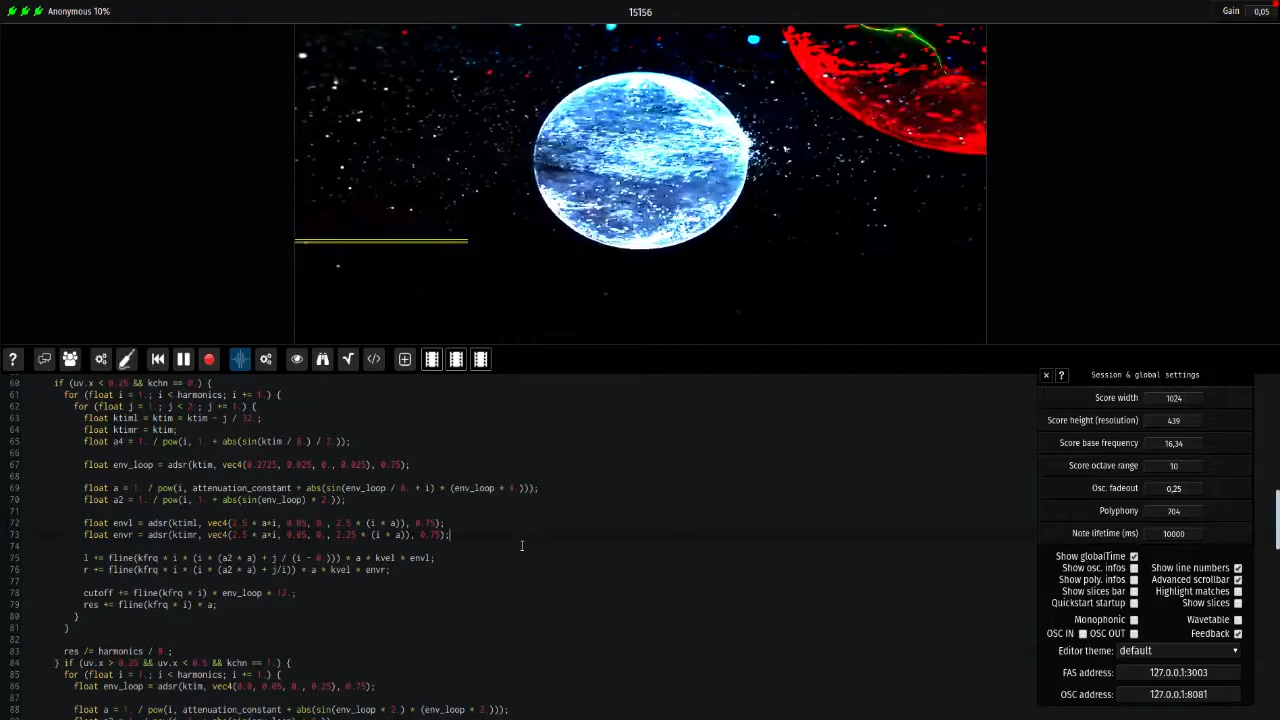 Anonymous 10%
15156
Gain 0,05
?
</>
60 if (uv.x < 0.25 && kchn == 0.) {
61 for (float i = 1.; i < harmonics; i += 1.) {
62 for (float j = 1.; j < 2.; j += 1.) {
63 float ktiml = ktim = ktim - j / 32.;
64 float ktimr = ktim;
65 float a4 = 1. / pow(i, 1. + abs(sin(ktim / 8.) / 2.));
66
67 float env_loop = adsr(ktim, vec4(0.2725, 0.025, 0., 0.025), 0.75);
68
69 float a = 1. / pow(i, attenuation_constant + abs(sin(env_loop / 8. + i) * (env_loop * 4.)));
70 float a2 = 1. / pow(i, 1. + abs(sin(env_loop) * 2.));
71
72 float envl = adsr(ktiml, vec4(2.5 * a*i, 0.05, 0., 2.5 * (i * a)), 0.75);
73 float envr = adsr(ktimr, vec4(2.5 * a*i, 0.05, 0., 2.25 * (i * a)), 0.75);
74
75 l += fline(kfrq * i * (i * (a2 * a) + j / (i - 0.))) * a * kvel * envl;
76 r += fline(kfrq * i * (i * (a2 * a) + j/i)) * a * kvel * envr;
77
78 cutoff += fline(kfrq * i) * env_loop * 12.;
79 res += fline(kfrq * i) * a;
80 }
81 }
82
83 res /= harmonics / 8.;
84 } if (uv.x > 0.25 && uv.x < 0.5 && kchn == 1.) {
85 for (float i = 1.; i < harmonics; i += 1.) {
86 float env_loop = adsr(ktim, vec4(0.0, 0.05, 0., 0.25), 0.75);
87
88 float a = 1. / pow(i, attenuation_constant + abs(sin(env_loop * 2.) * (env_loop * 2.)));
× ? Session & global settings
Score width 1024
Score height (resolution) 439
Score base frequency 16,34
Score octave range 10
Osc. fadeout 0,25
Polyphony 704
Note lifetime (ms) 10000
Show globalTime
Show osc. infos Show line numbers
Show poly. infos Advanced scrollbar
Show slices bar Highlight matches
Quickstart startup Show slices
Monophonic Wavetable
OSC IN OSC OUT Feedback
Editor theme: default
FAS address: 127.0.0.1:3003
OSC address: 127.0.0.1:8081